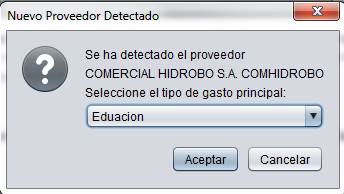 Nuevo Proveedor Detectado
Se ha detectado el proveedor
COMERCIAL HIDROBO S.A. COMHIDROBO
Seleccione el tipo de gasto principal:
Eduacion
Aceptar
Cancelar